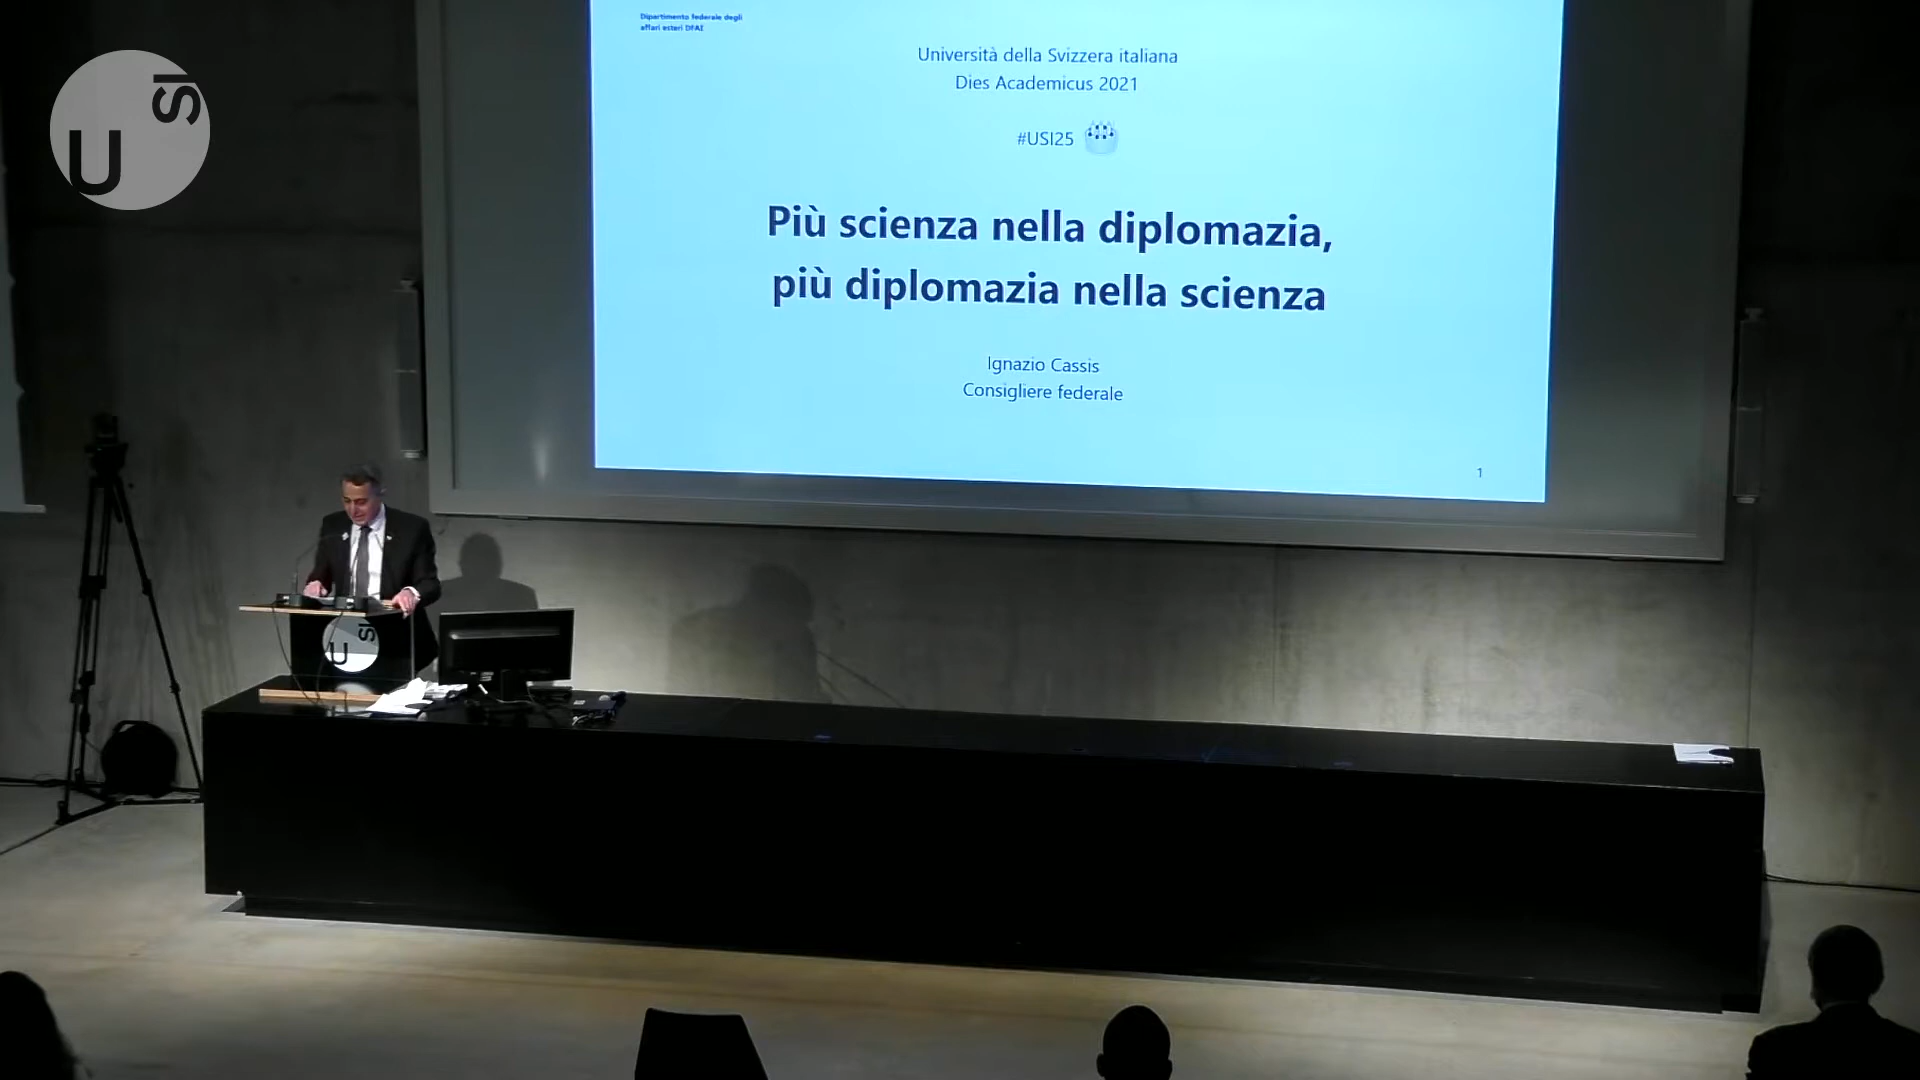 USI
Dipartimento federale degli
affari esteri DFAE
Università della Svizzera italiana
Dies Academicus 2021
#USI25
Più scienza nella diplomazia,
più diplomazia nella scienza
Ignazio Cassis
Consigliere federale
1
USI